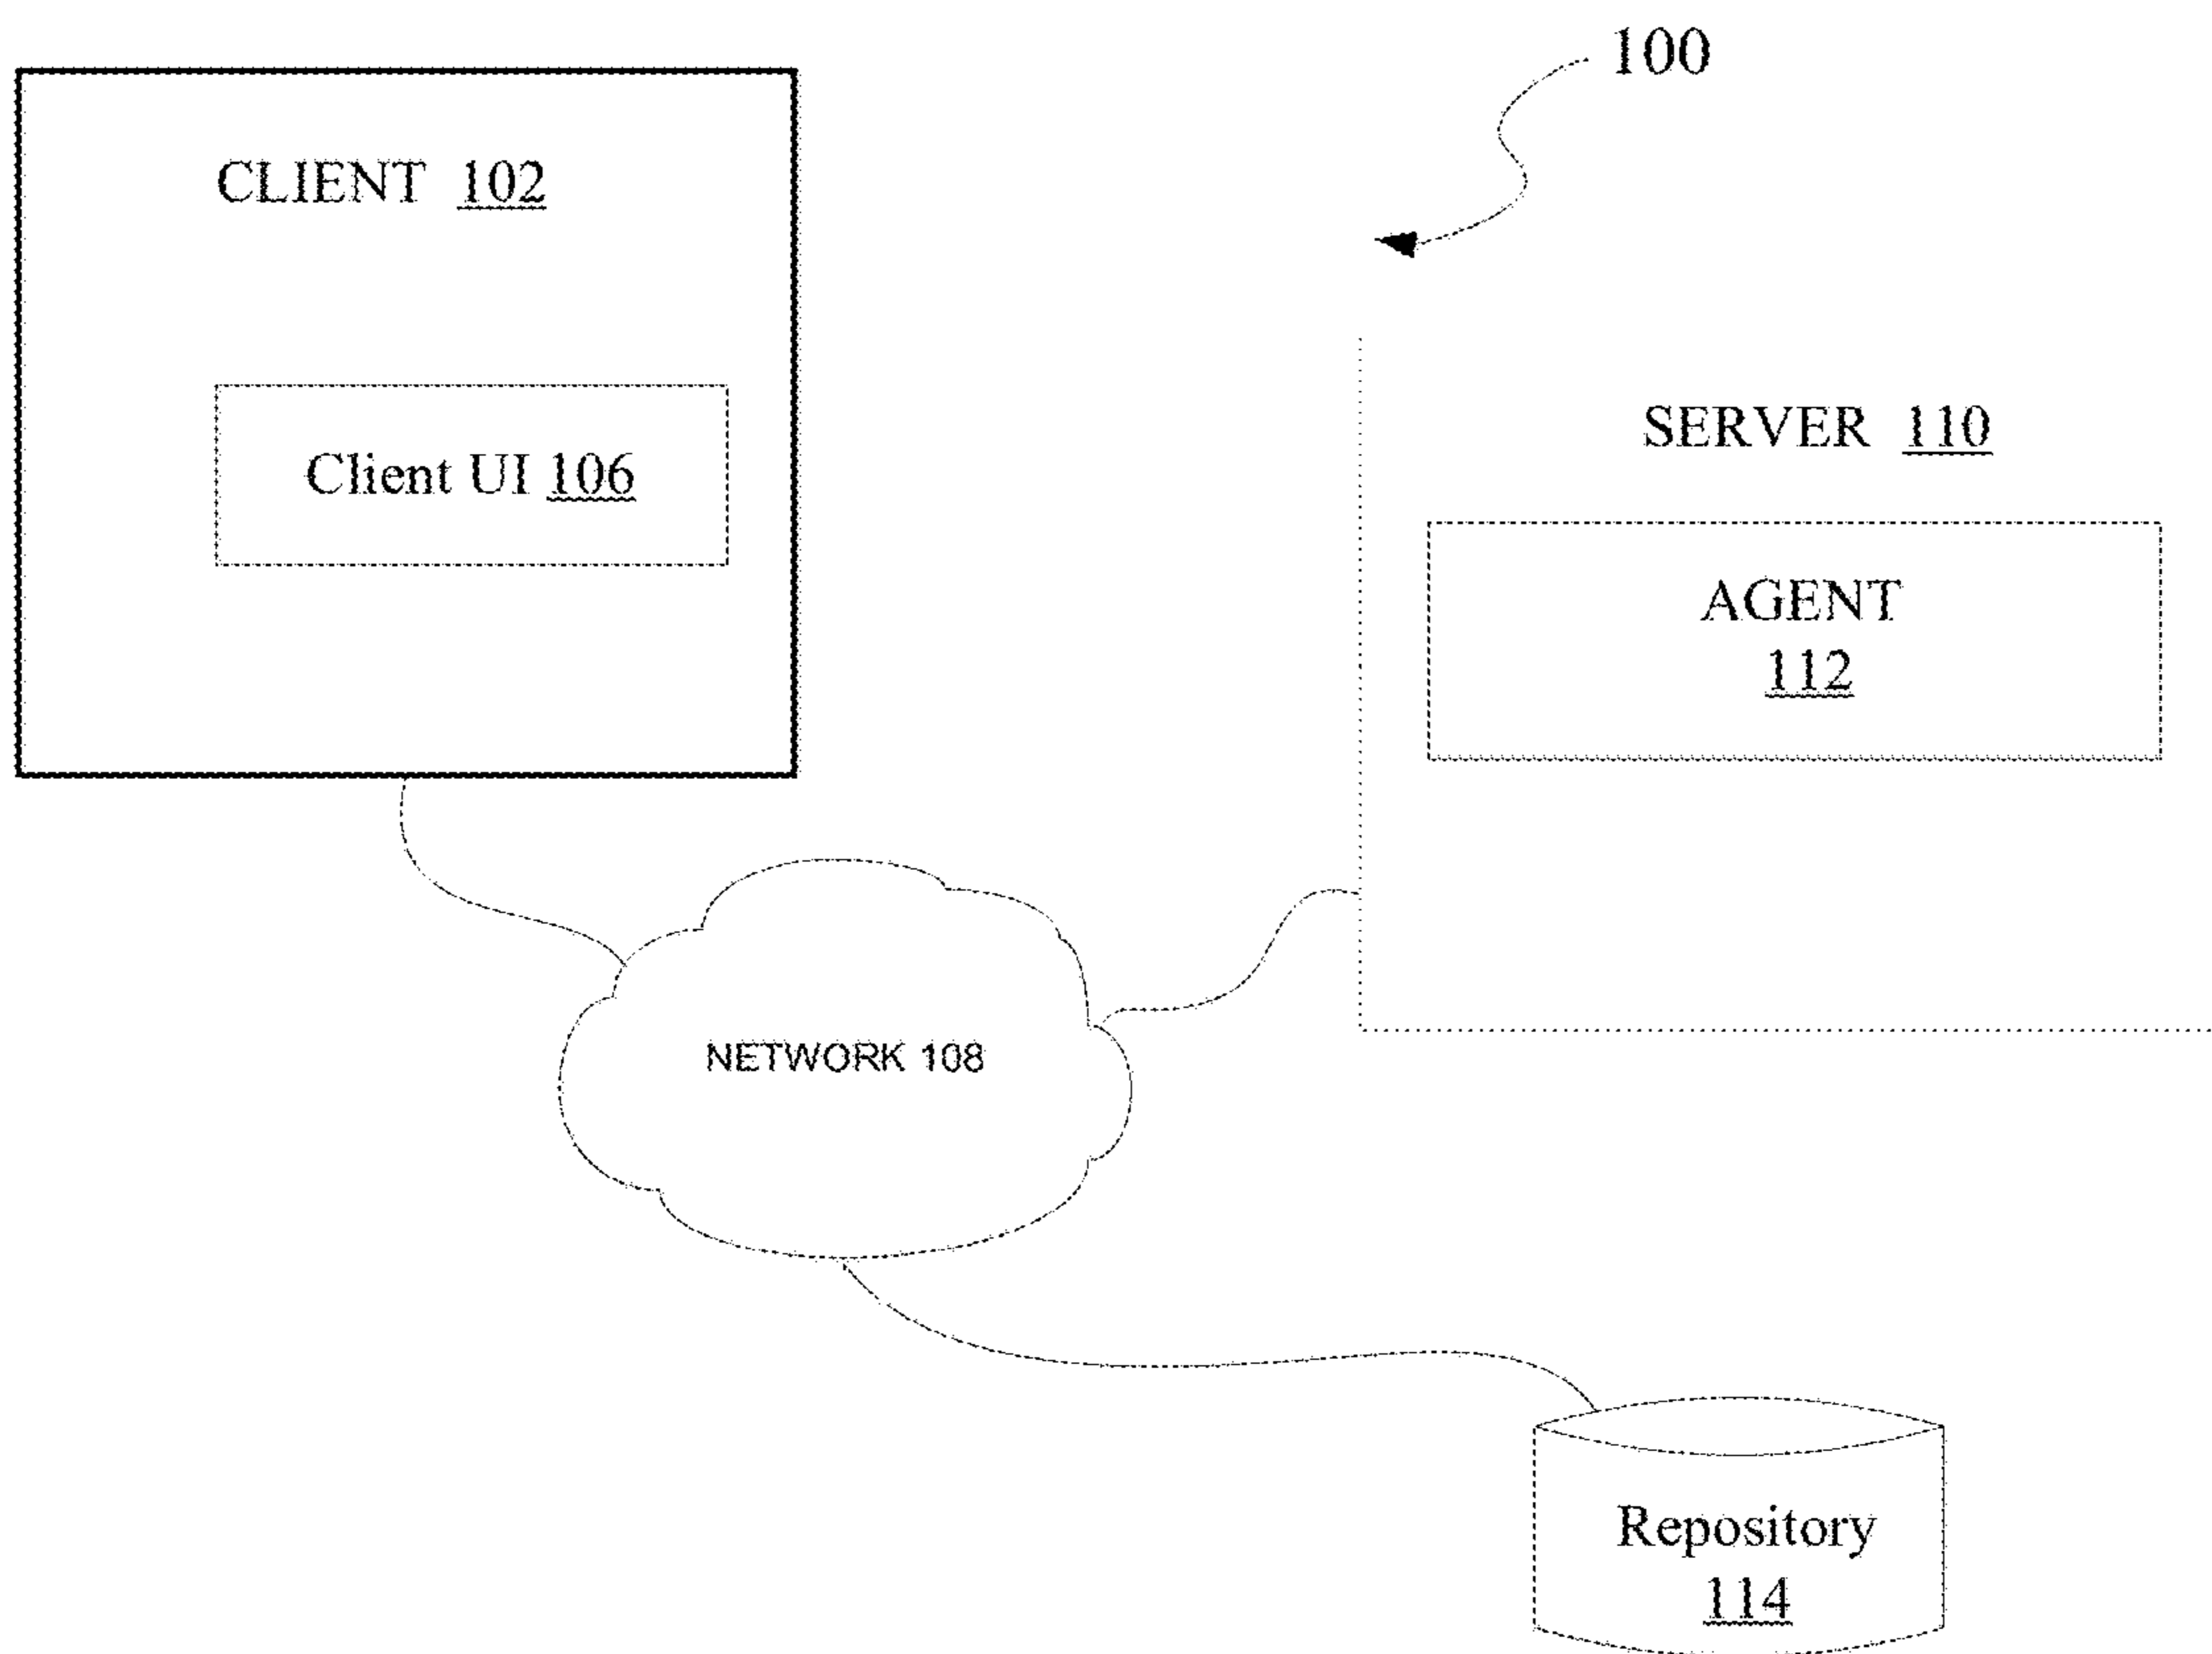 100
CLIENT 102
Client UI 106
SERVER 110
AGENT
112
NETWORK 108
Repository
114